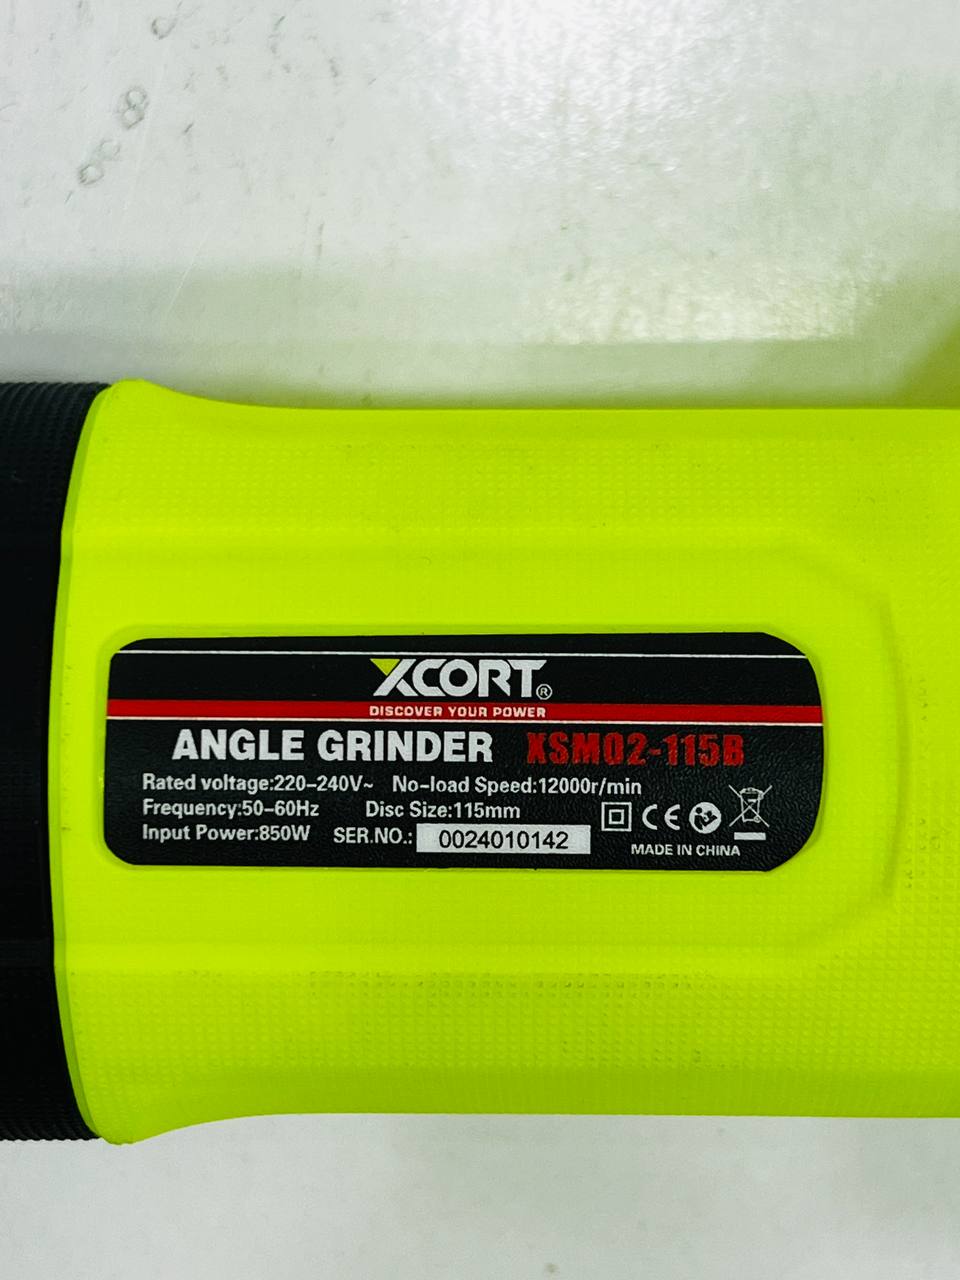 XCORT®
DISCOVER YOUR POWER
ANGLE GRINDER XSM02-115B
Rated voltage:220-240V~ No-load Speed:12000r/min
Frequency:50-60Hz Disc Size:115mm
Input Power:850W SER.NO.: 0024010142
CE
MADE IN CHINA